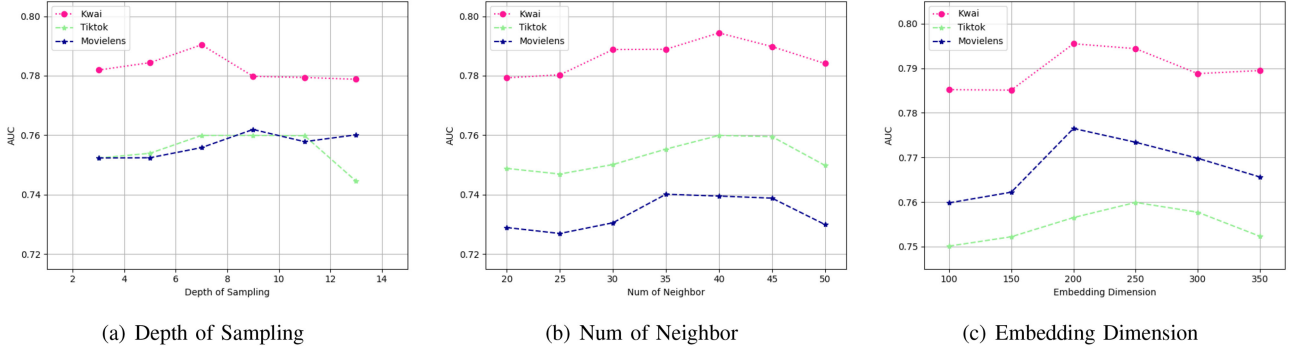 0.80
0.78
0.76
0.74
0.72
AUC
Kwai
Tiktok
Movielens
2 4 6 8 10 12 14
Depth of Sampling
(a) Depth of Sampling
0.80
0.78
0.76
0.74
0.72
AUC
Kwai
Tiktok
Movielens
20 25 30 35 40 45 50
Num of Neighbor
(b) Num of Neighbor
0.80
0.79
0.78
0.77
0.76
0.75
AUC
Kwai
Tiktok
Movielens
100 150 200 250 300 350
Embedding Dimension
(c) Embedding Dimension